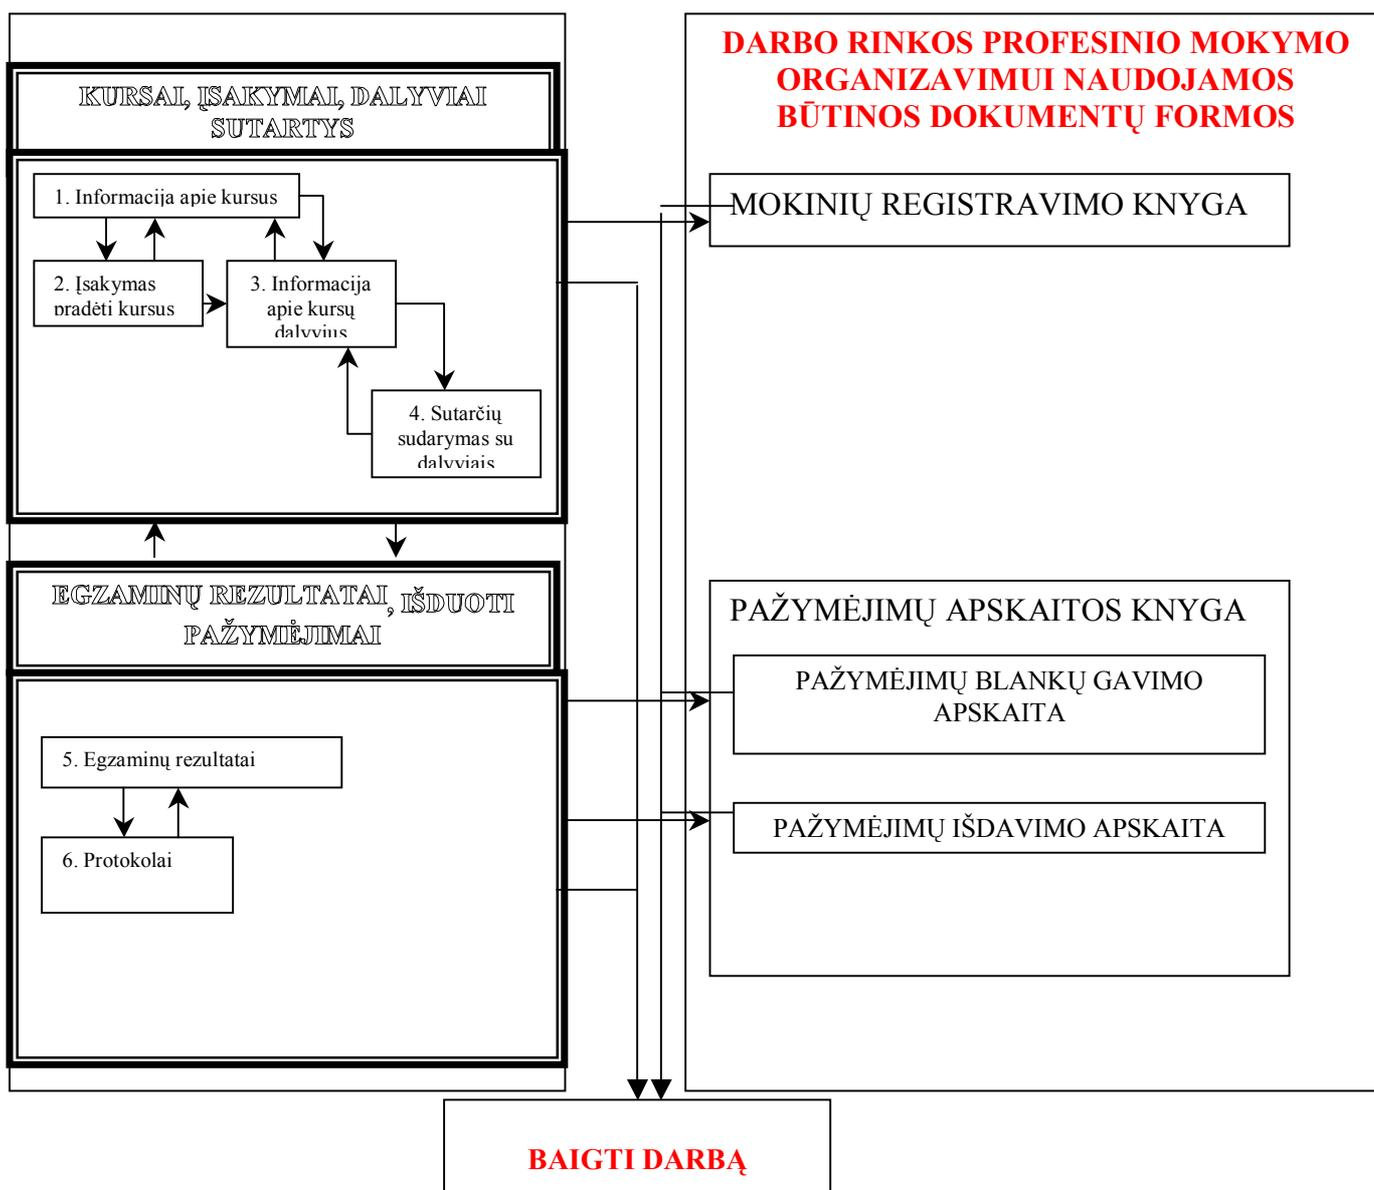 KURSAI, ĮSAKYMAI, DALYVIAI
SUTARTYS
1. Informacija apie kursus
2. Įsakymas
pradėti kursus
3. Informacija
apie kursų
dalyvius
4. Sutarčių
sudarymas su
dalyviais
EGZAMINŲ REZULTATAI, IŠDUOTI
PAŽYMĖJIMAI
5. Egzaminų rezultatai
6. Protokolai
DARBO RINKOS PROFESINIO MOKYMO
ORGANIZAVIMUI NAUDOJAMOS
BŪTINOS DOKUMENTŲ FORMOS
MOKINIŲ REGISTRAVIMO KNYGA
PAŽYMĖJIMŲ APSKAITOS KNYGA
PAŽYMĖJIMŲ BLANKŲ GAVIMO
APSKAITA
PAŽYMĖJIMŲ IŠDAVIMO APSKAITA
BAIGTI DARBĄ